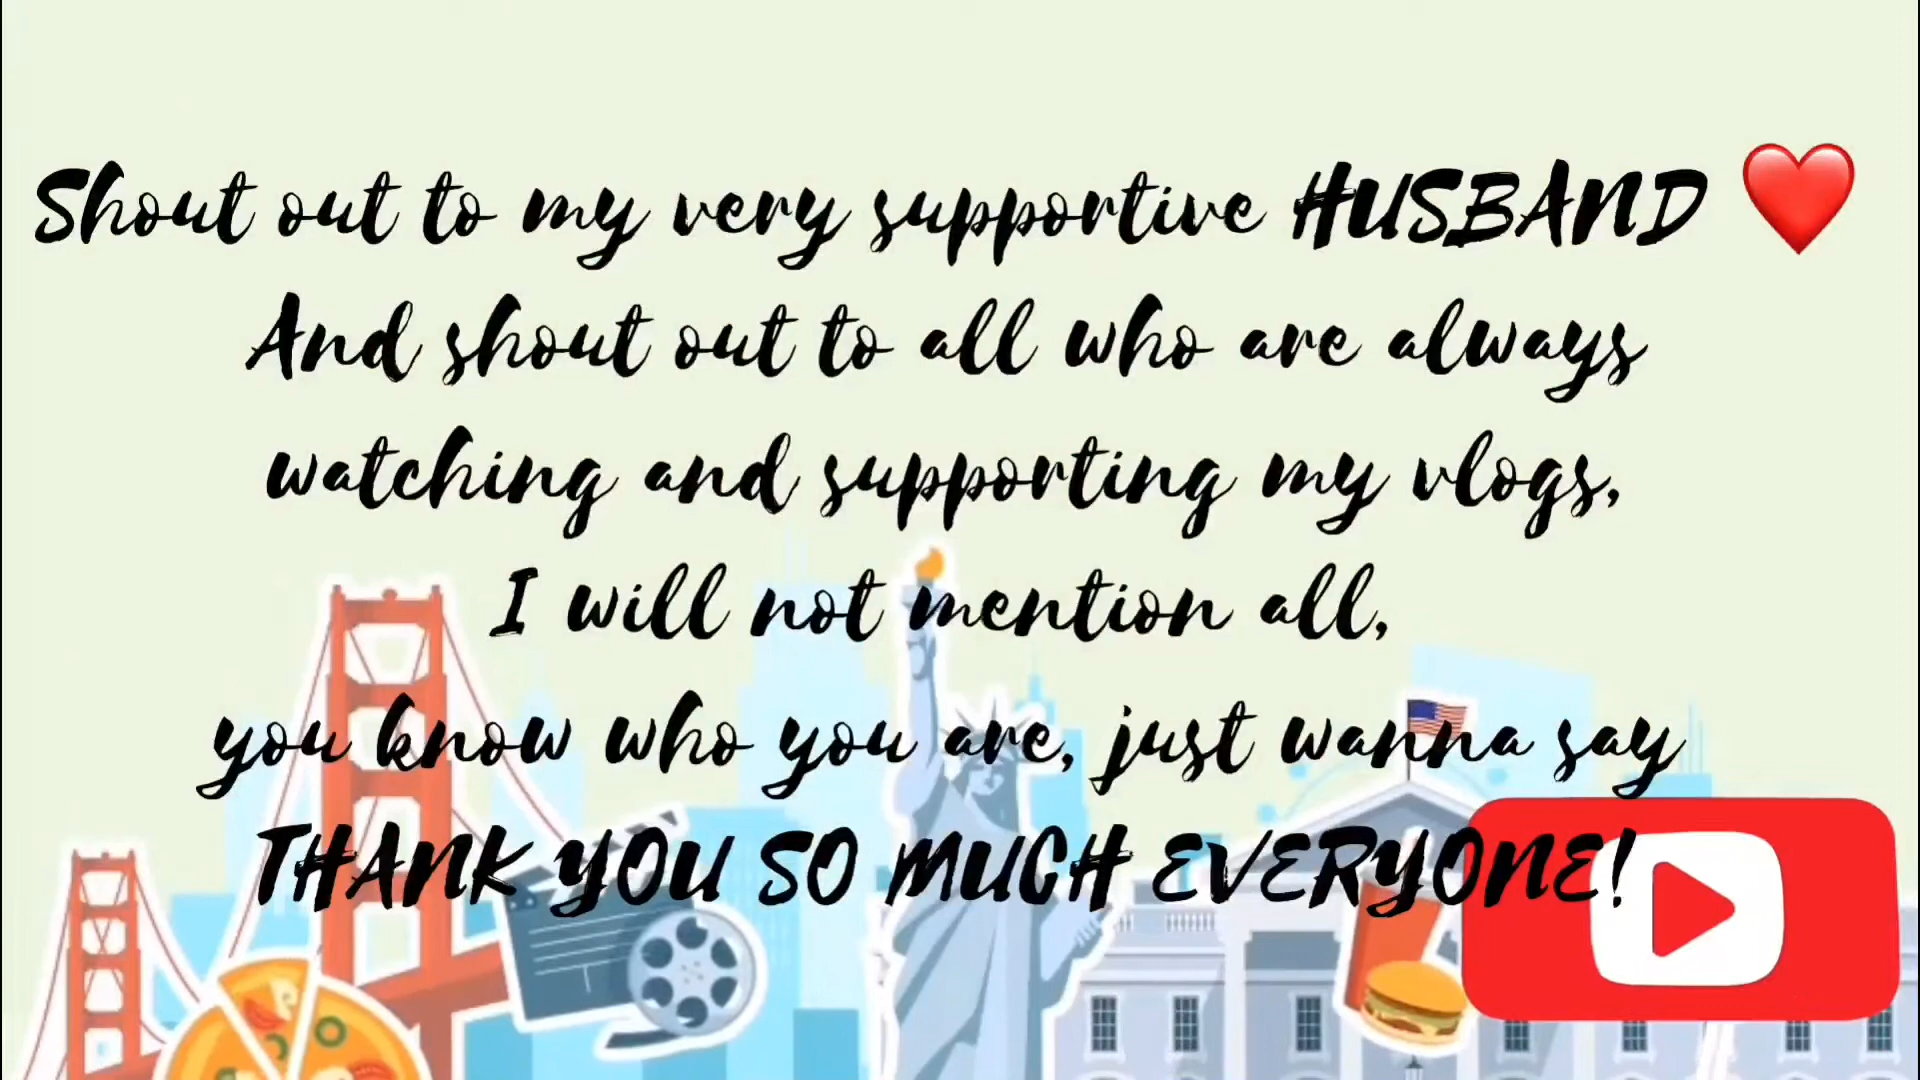 Shout out to my very supportive HUSBAND ❤️
And shout out to all who are always
watching and supporting my vlogs,
I will not mention all,
you know who you are, just wanna say
THANK YOU SO MUCH EVERYONE!